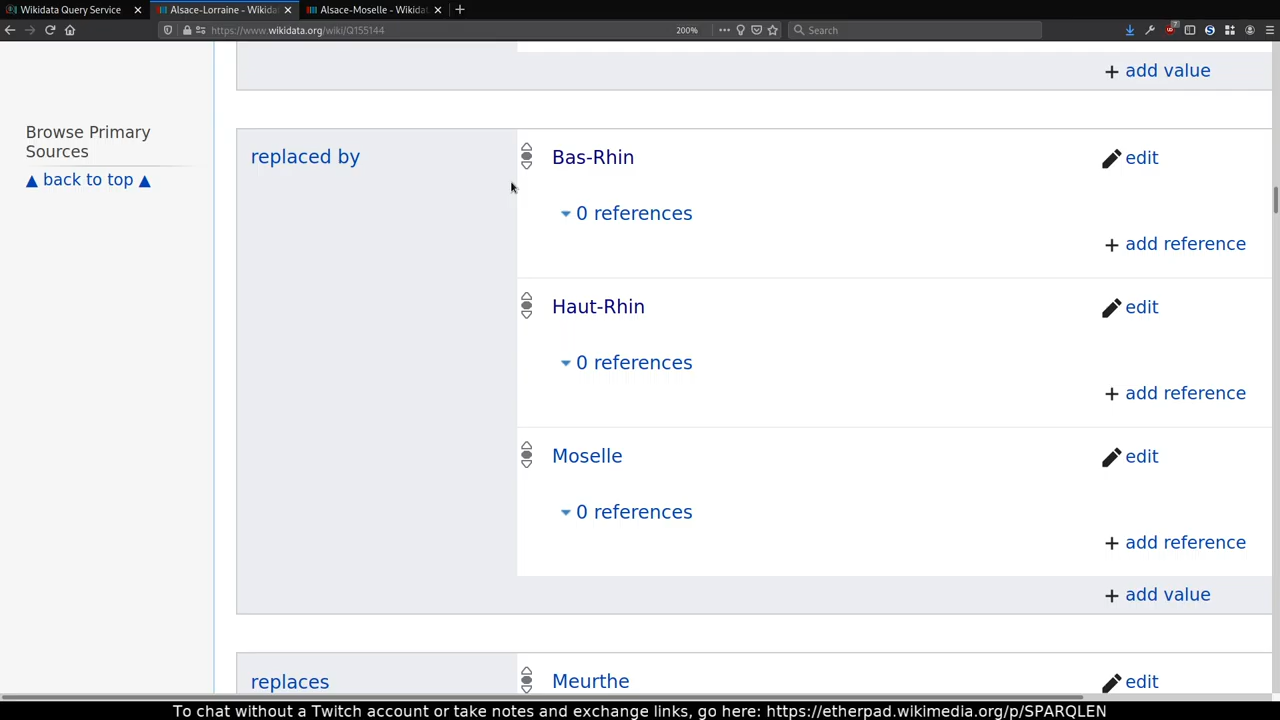 Wikidata Query Service
Alsace-Lorraine - Wikida
Alsace-Moselle - Wikida
https://www.wikidata.org/wiki/Q155144
200%
Search
7
+ add value
Browse Primary
Sources
▲ back to top ▲
replaced by
Bas-Rhin
edit
0 references
+ add reference
Haut-Rhin
edit
0 references
+ add reference
Moselle
edit
0 references
+ add reference
+ add value
replaces
Meurthe
edit
To chat without a Twitch account or take notes and exchange links, go here: https://etherpad.wikimedia.org/p/SPARQLEN